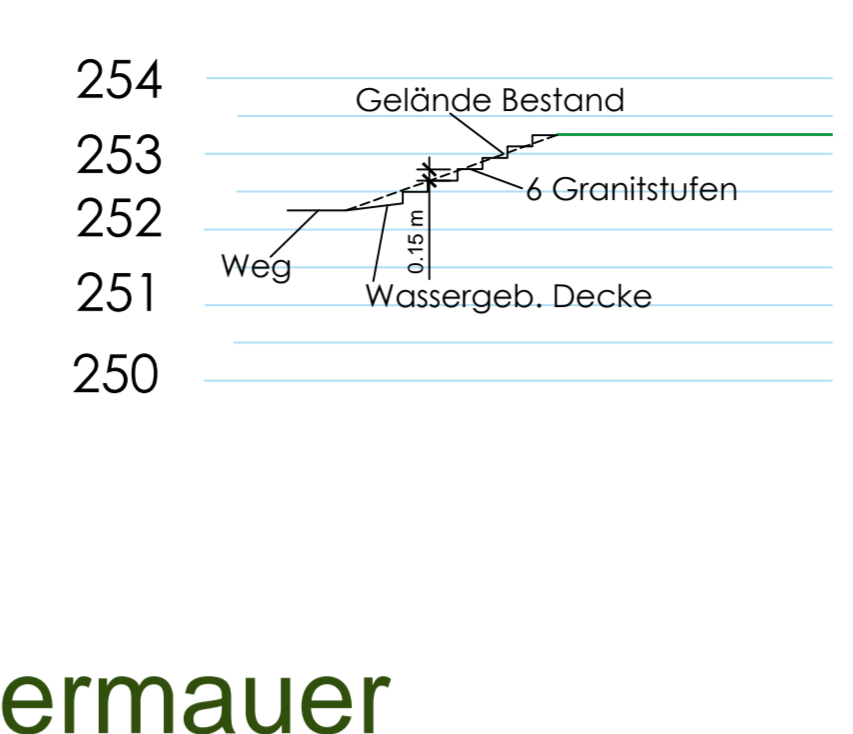 254
Gelände Bestand
253
6 Granitstufen
252
0.15 m
Weg
251
Wassergeb. Decke
250
ermauer